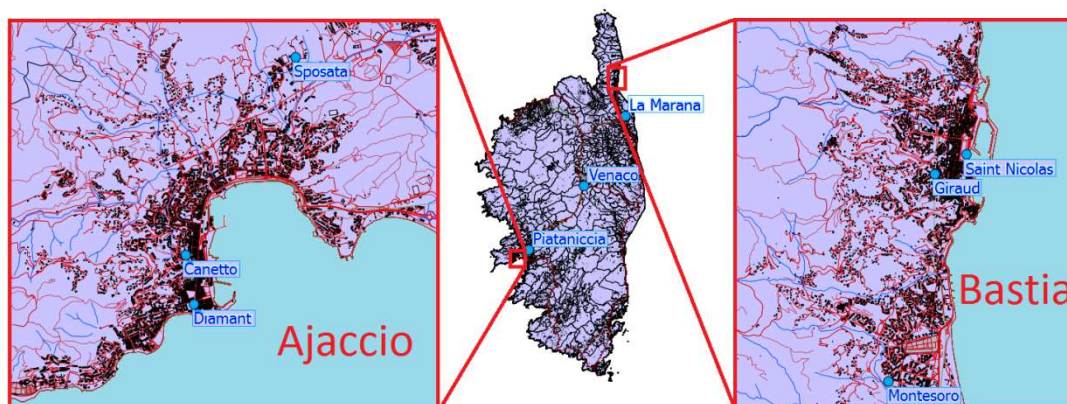 Sposata
Canetto
Diamant
Ajaccio
La Marana
Venaco
Piataniccia
Saint Nicolas
Giraud
Bastia
Montesoro